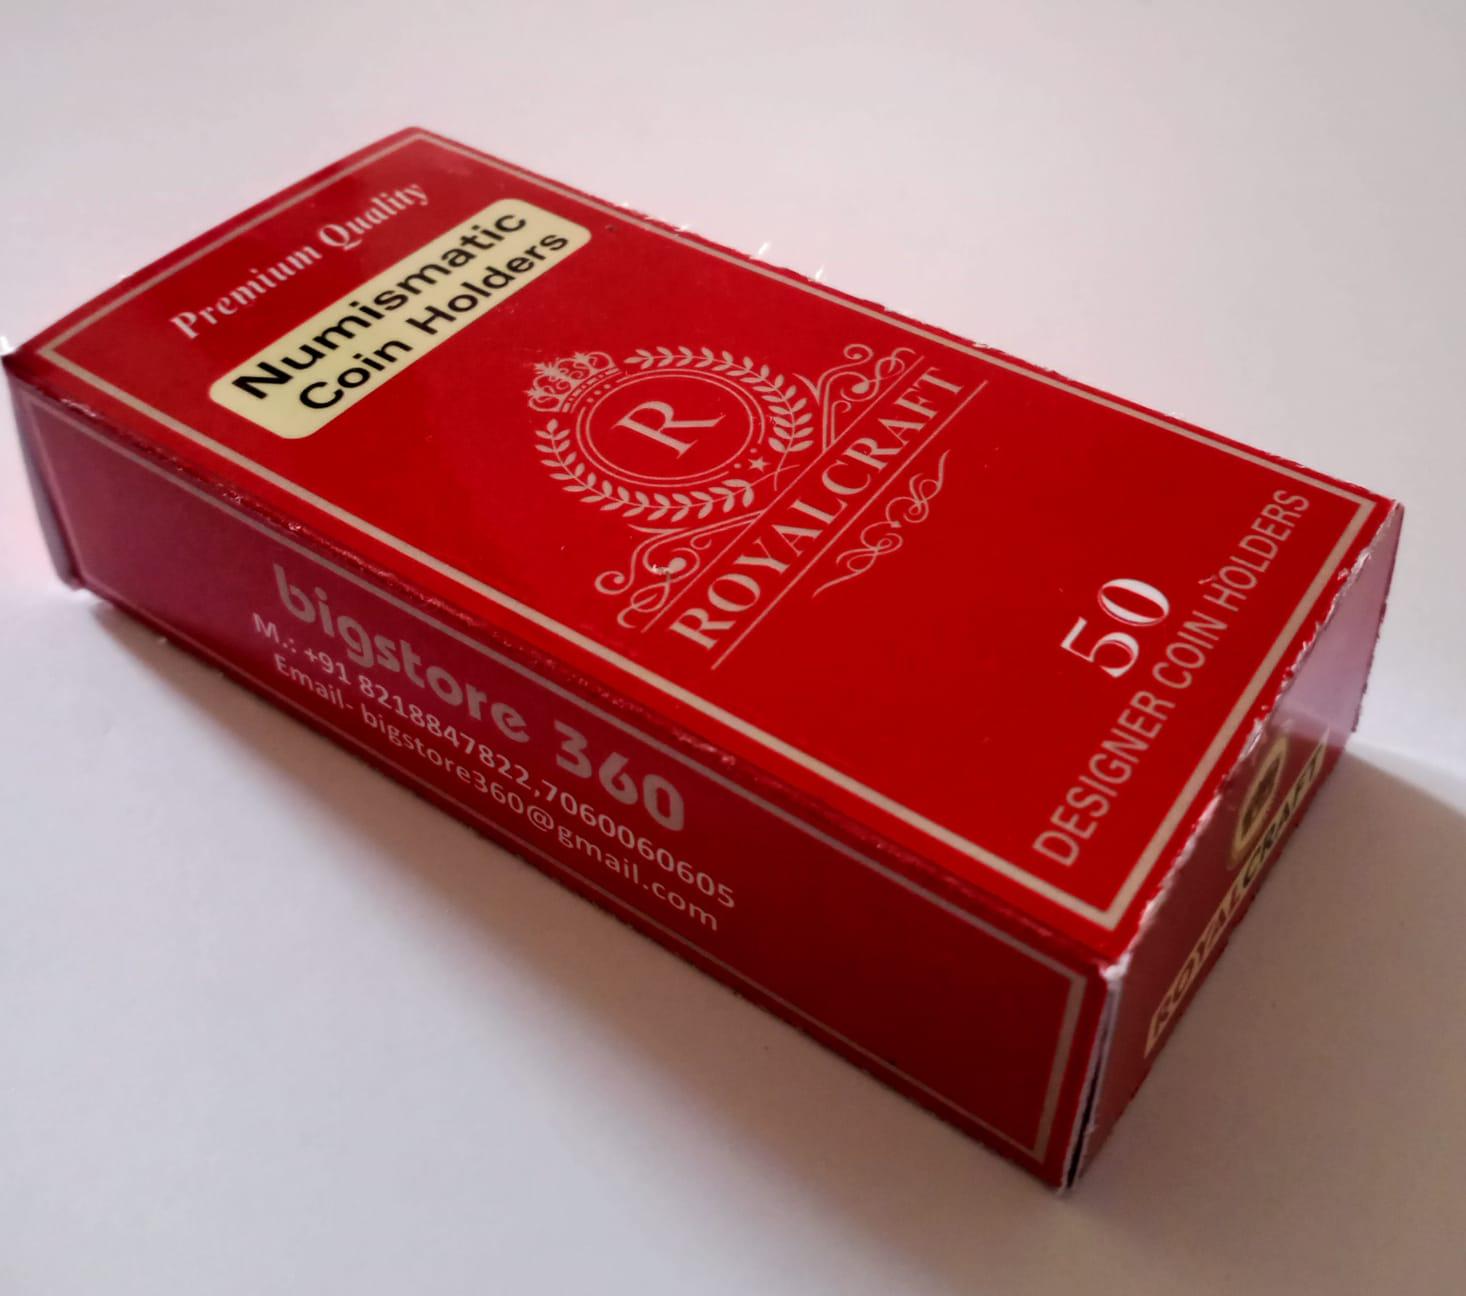 Premium Quality
Numismatic
Coin Holders
R
ROYALCRAFT
50
DESIGNER COIN HOLDERS
bigstore 360
M.: +91 8218847822,7060060605
Email- bigstore360@gmail.com
ROYALCRAFT